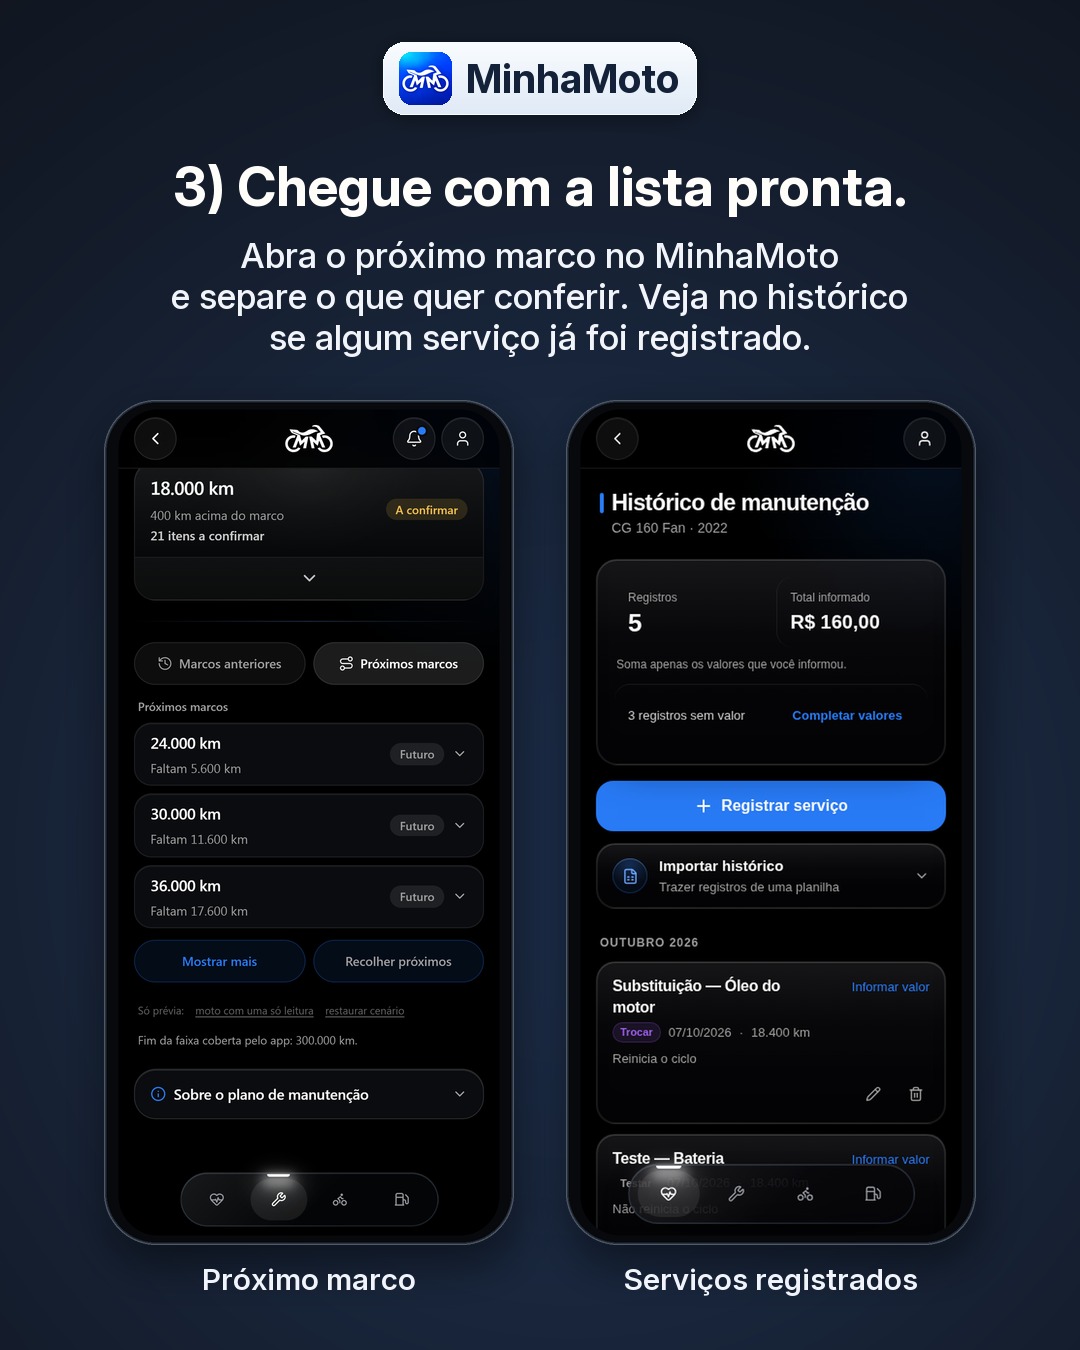 MinhaMoto
3) Chegue com a lista pronta.
Abra o próximo marco no MinhaMoto
e separe o que quer conferir. Veja no histórico
se algum serviço já foi registrado.
MM
18.000 km
400 km acima do marco
21 itens a confirmar
A confirmar
Marcos anteriores
Próximos marcos
Próximos marcos
24.000 km
Faltam 5.600 km
Futuro
30.000 km
Faltam 11.600 km
Futuro
36.000 km
Faltam 17.600 km
Futuro
Mostrar mais
Recolher próximos
Só prévia: moto com uma só leitura restaurar cenário
Fim da faixa coberta pelo app: 300.000 km.
Sobre o plano de manutenção
Próximo marco
MM
Histórico de manutenção
CG 160 Fan · 2022
Registros
5
Total informado
R$ 160,00
Soma apenas os valores que você informou.
3 registros sem valor
Completar valores
Registrar serviço
Importar histórico
Trazer registros de uma planilha
OUTUBRO 2026
Substituição — Óleo do
motor
Informar valor
Trocar 07/10/2026 · 18.400 km
Reinicia o ciclo
Teste — Bateria
Informar valor
Não reinicia o ciclo
Serviços registrados